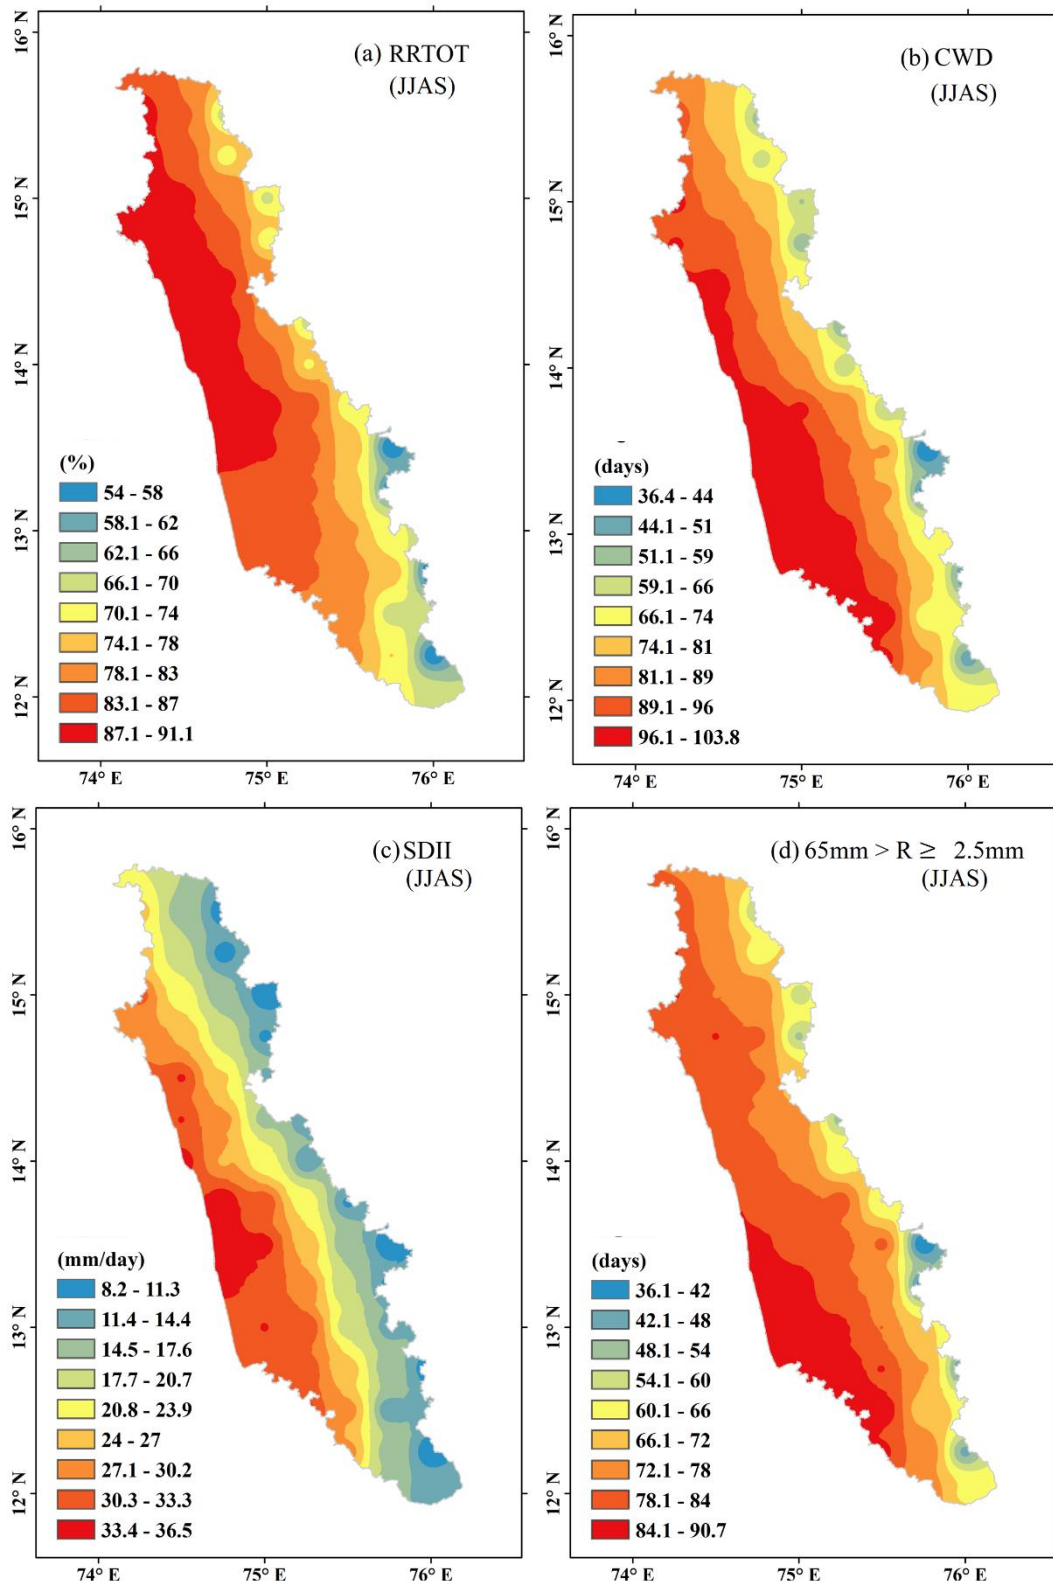 (a) RRTOT
(JJAS)
16° N
15° N
14° N
13° N
12° N
(%)
54 - 58
58.1 - 62
62.1 - 66
66.1 - 70
70.1 - 74
74.1 - 78
78.1 - 83
83.1 - 87
87.1 - 91.1
74° E
75° E
76° E
(b) CWD
(JJAS)
16° N
15° N
14° N
13° N
12° N
(days)
36.4 - 44
44.1 - 51
51.1 - 59
59.1 - 66
66.1 - 74
74.1 - 81
81.1 - 89
89.1 - 96
96.1 - 103.8
74° E
75° E
76° E
(c) SDII
(JJAS)
16° N
15° N
14° N
13° N
12° N
(mm/day)
8.2 - 11.3
11.4 - 14.4
14.5 - 17.6
17.7 - 20.7
20.8 - 23.9
24 - 27
27.1 - 30.2
30.3 - 33.3
33.4 - 36.5
74° E
75° E
76° E
(d) 65mm > R ≥ 2.5mm
(JJAS)
16° N
15° N
14° N
13° N
12° N
(days)
36.1 - 42
42.1 - 48
48.1 - 54
54.1 - 60
60.1 - 66
66.1 - 72
72.1 - 78
78.1 - 84
84.1 - 90.7
74° E
75° E
76° E